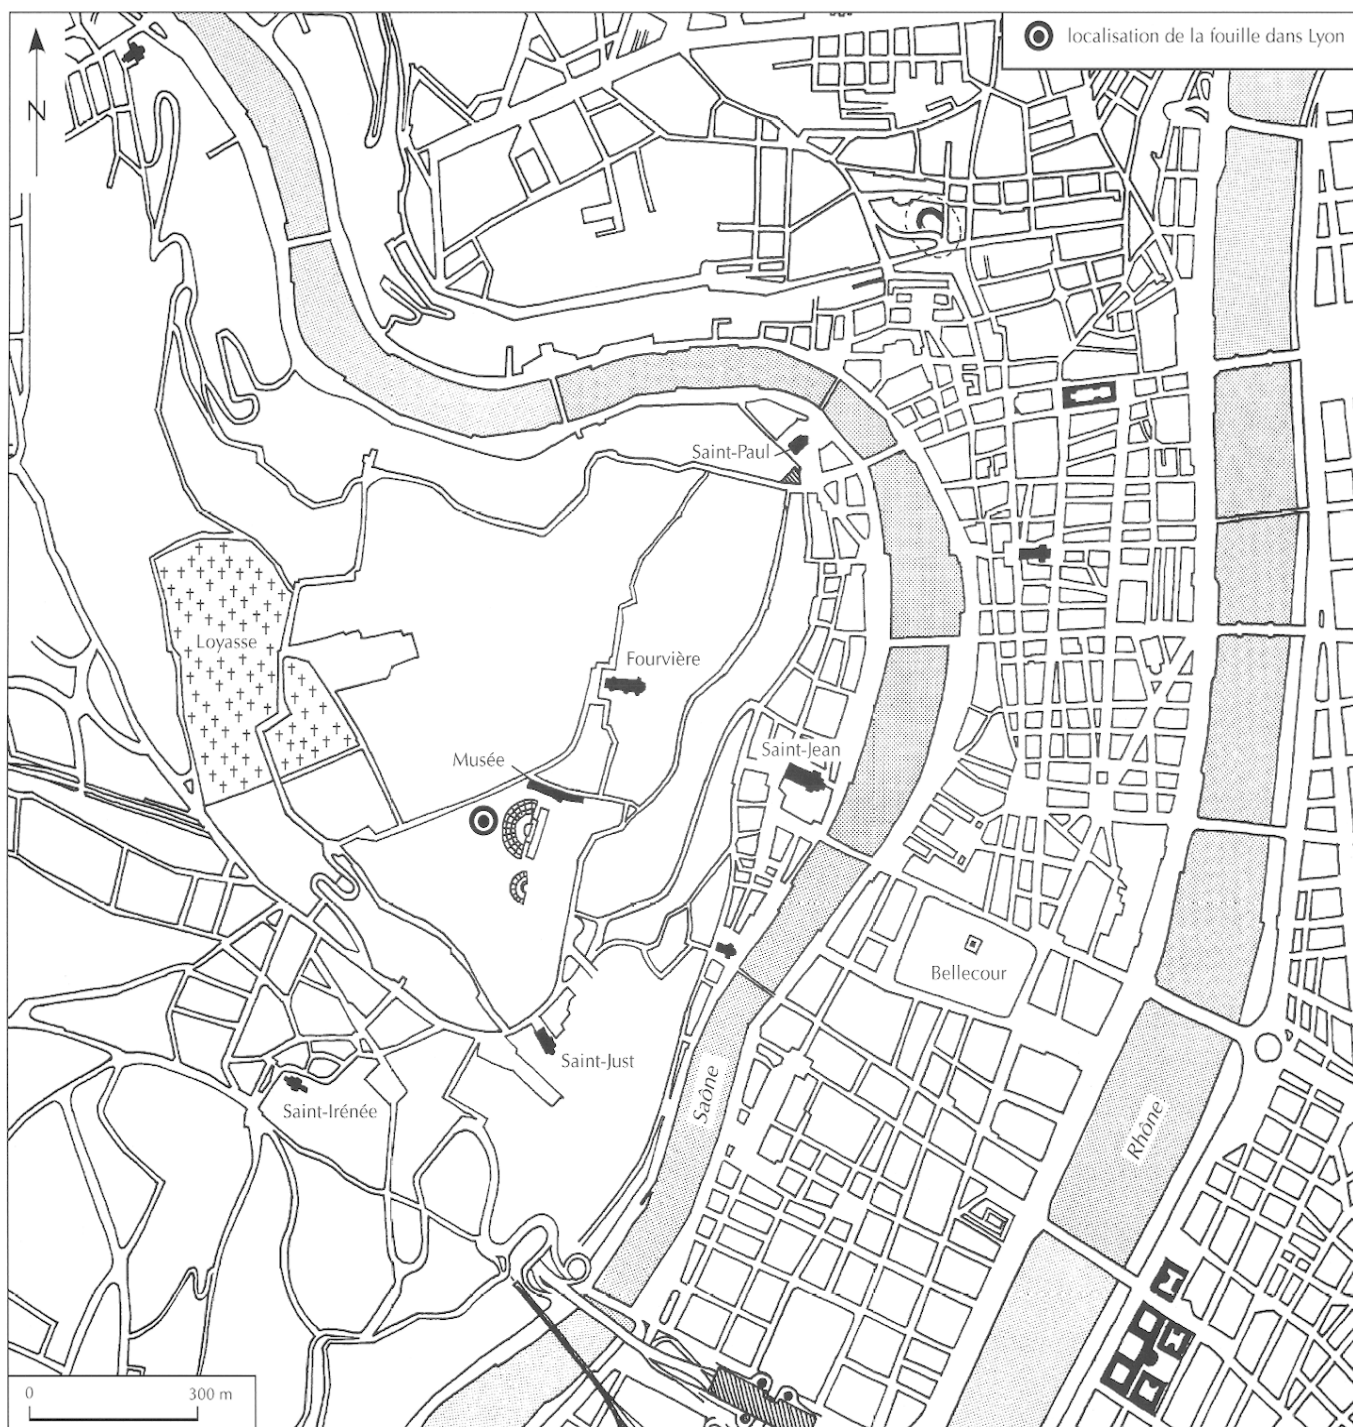 localisation de la fouille dans Lyon
N
Saint-Paul
Loyasse
Fourvière
Musée
Saint-Jean
Bellecour
Saint-Just
Saône
Saint-Irénée
Rhône
0 300 m